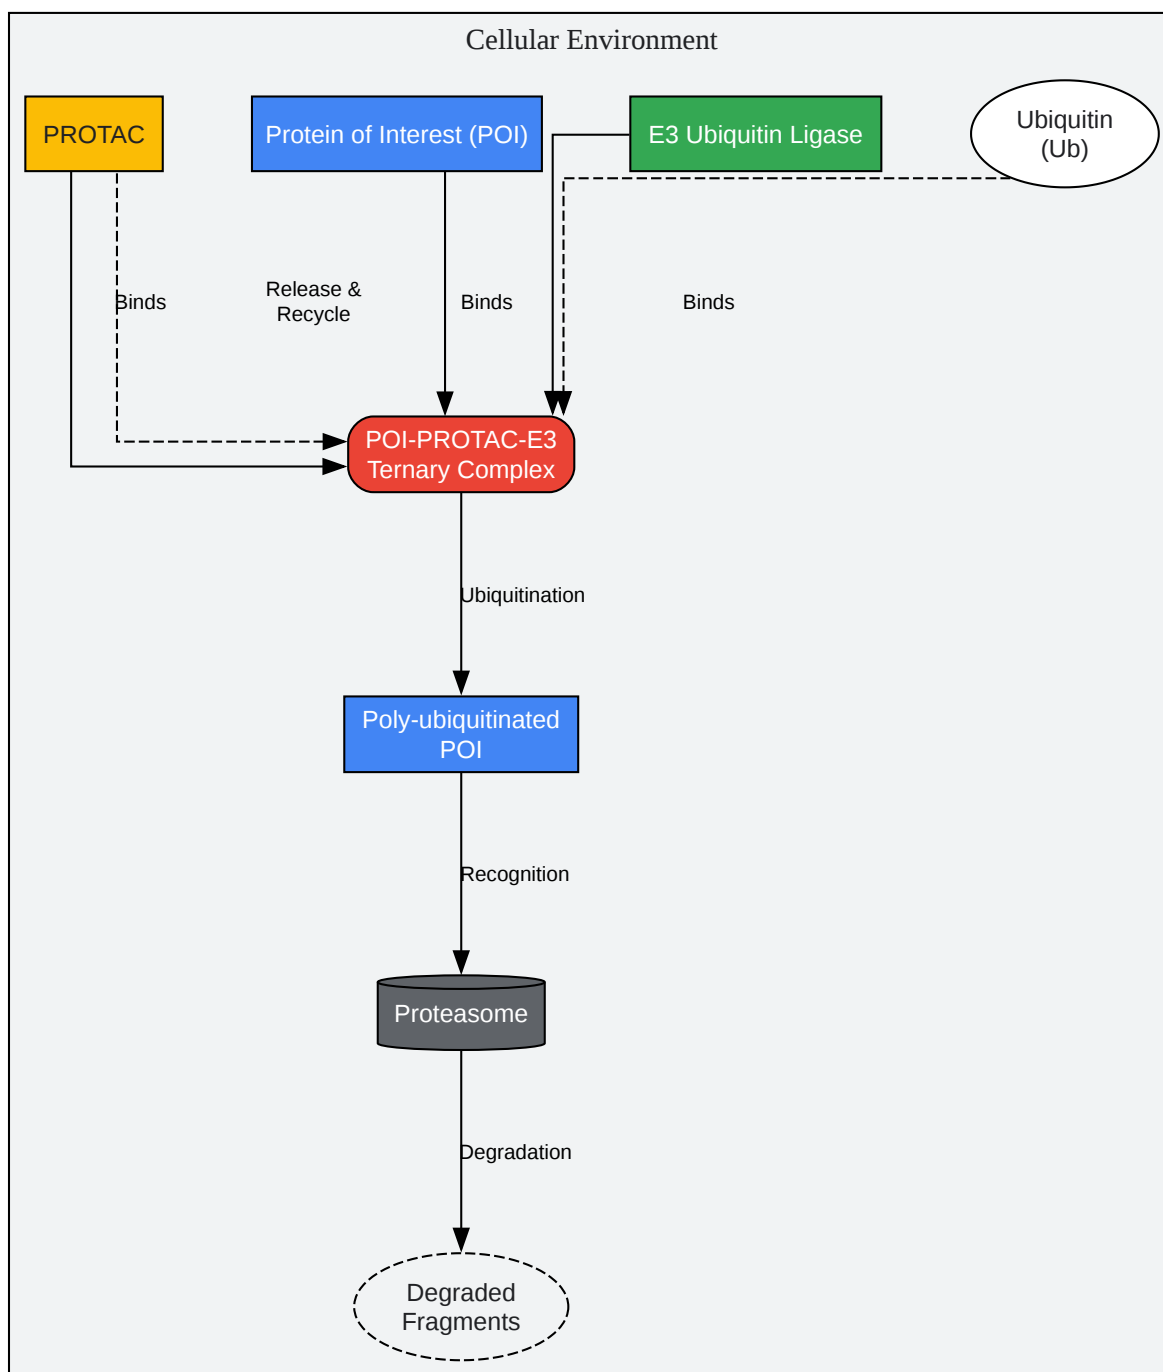 Cellular Environment
PROTAC
Protein of Interest (POI)
E3 Ubiquitin Ligase
Ubiquitin
(Ub)
Binds
Release &
Recycle
Binds
Binds
POI-PROTAC-E3
Ternary Complex
Ubiquitination
Poly-ubiquitinated
POI
Recognition
Proteasome
Degradation
Degraded
Fragments